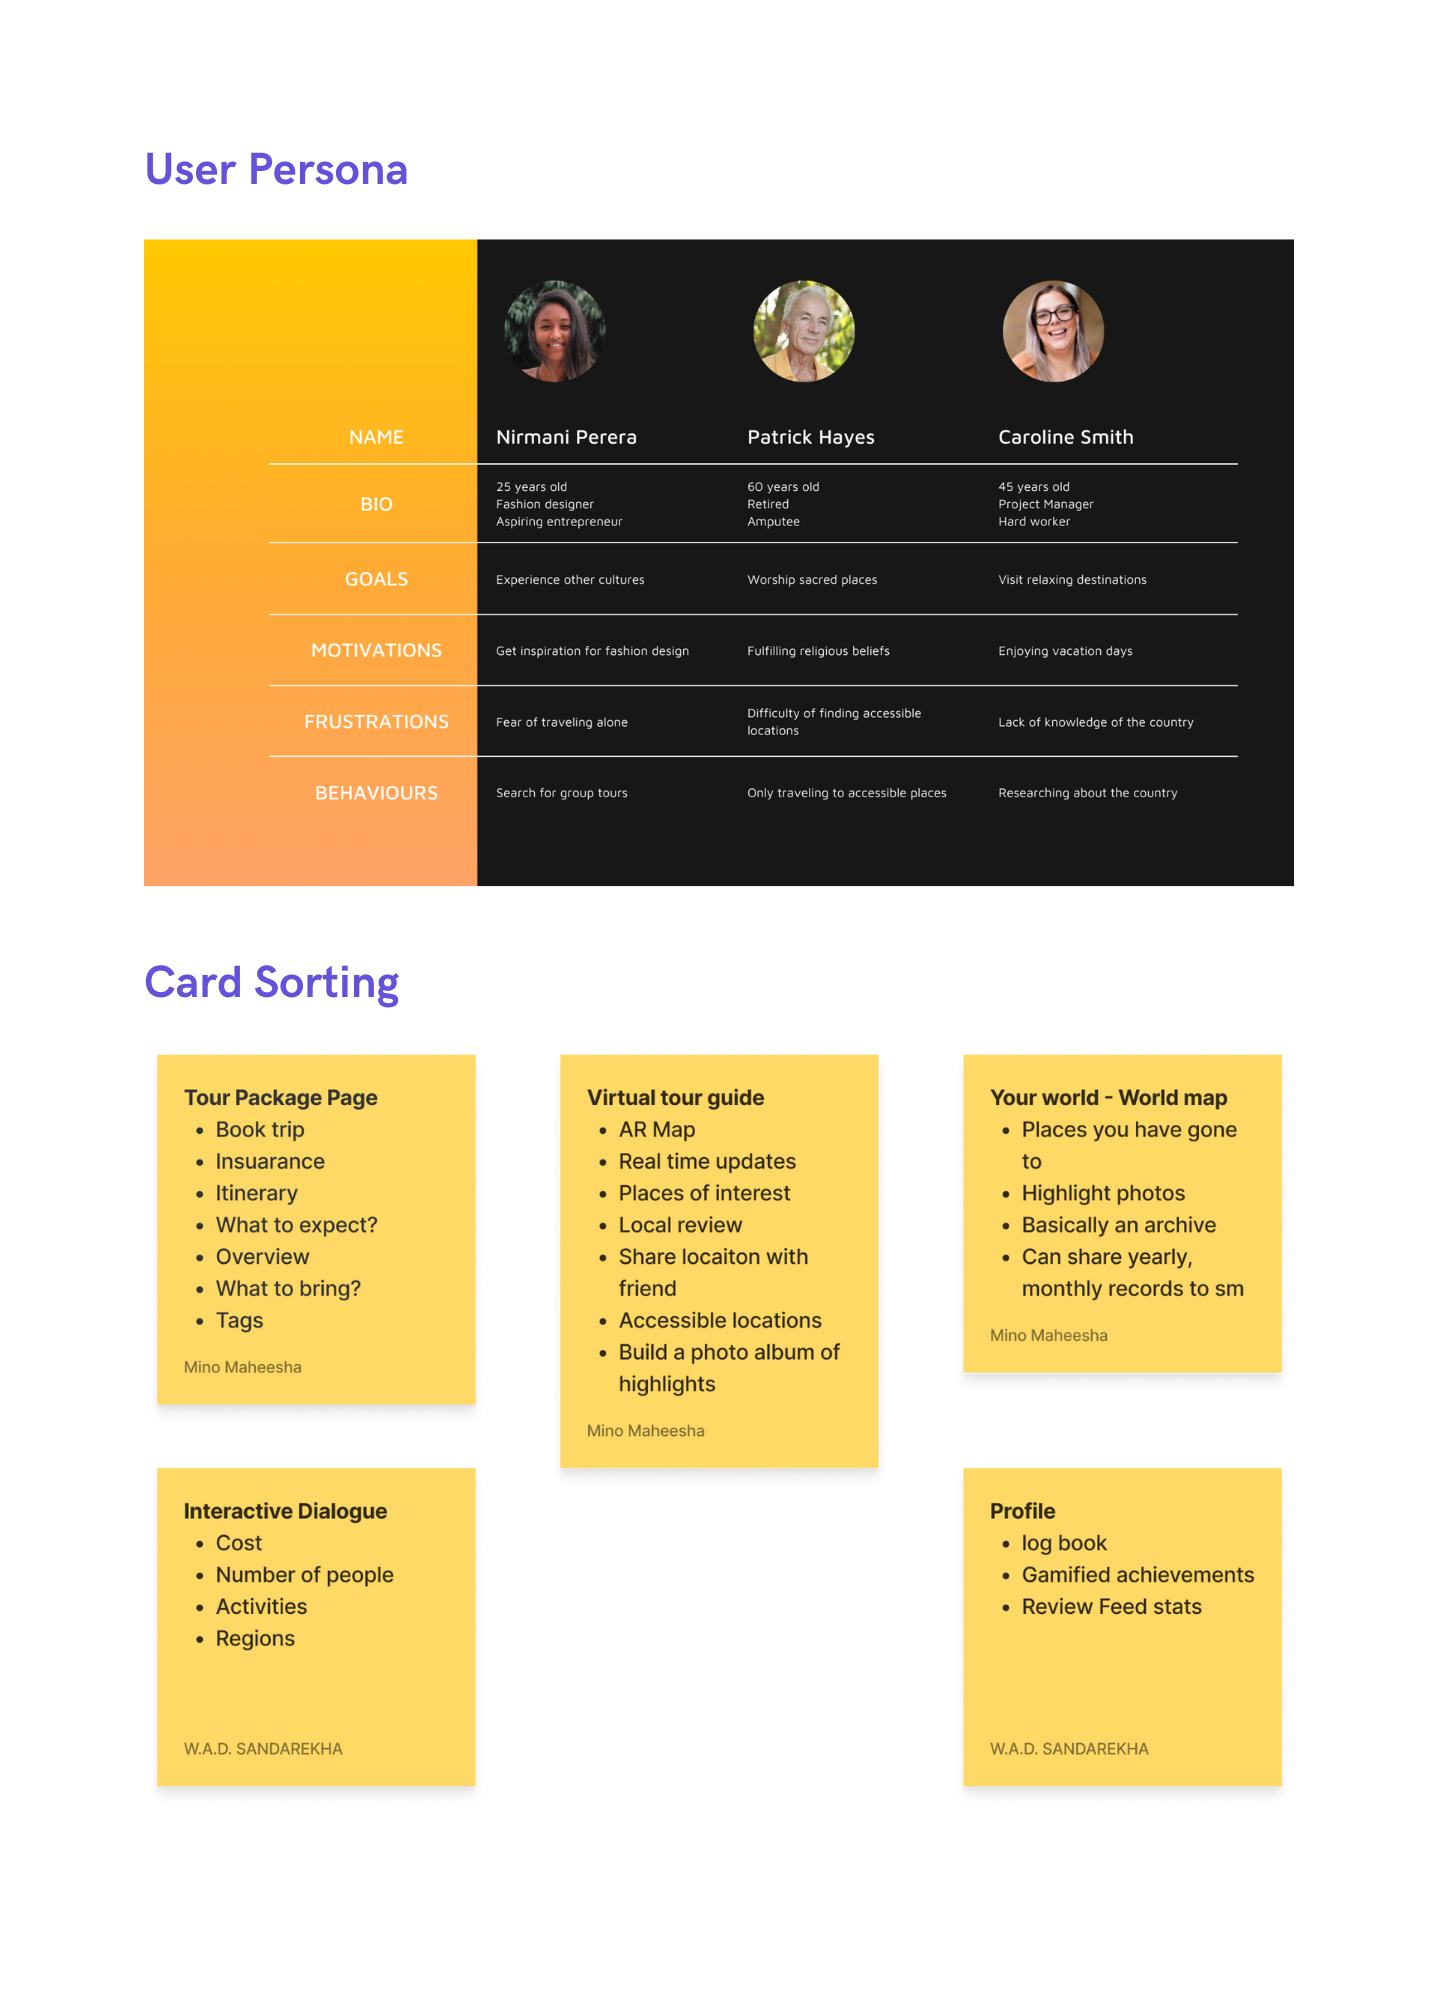 User Persona
NAME
Nirmani Perera
Patrick Hayes
Caroline Smith
BIO
25 years old
Fashion designer
Aspiring entrepreneur
60 years old
Retired
Amputee
45 years old
Project Manager
Hard worker
GOALS
Experience other cultures
Worship sacred places
Visit relaxing destinations
MOTIVATIONS
Get inspiration for fashion design
Fulfilling religious beliefs
Enjoying vacation days
FRUSTRATIONS
Fear of traveling alone
Difficulty of finding accessible
locations
Lack of knowledge of the country
BEHAVIOURS
Search for group tours
Only traveling to accessible places
Researching about the country
Card Sorting
Tour Package Page
• Book trip
• Insuarance
• Itinerary
• What to expect?
• Overview
• What to bring?
• Tags
Mino Maheesha
Virtual tour guide
• AR Map
• Real time updates
• Places of interest
• Local review
• Share locaiton with
friend
• Accessible locations
• Build a photo album of
highlights
Mino Maheesha
Your world - World map
• Places you have gone
to
• Highlight photos
• Basically an archive
• Can share yearly,
monthly records to sm
Mino Maheesha
Interactive Dialogue
• Cost
• Number of people
• Activities
• Regions
W.A.D. SANDAREKHA
Profile
• log book
• Gamified achievements
• Review Feed stats
W.A.D. SANDAREKHA